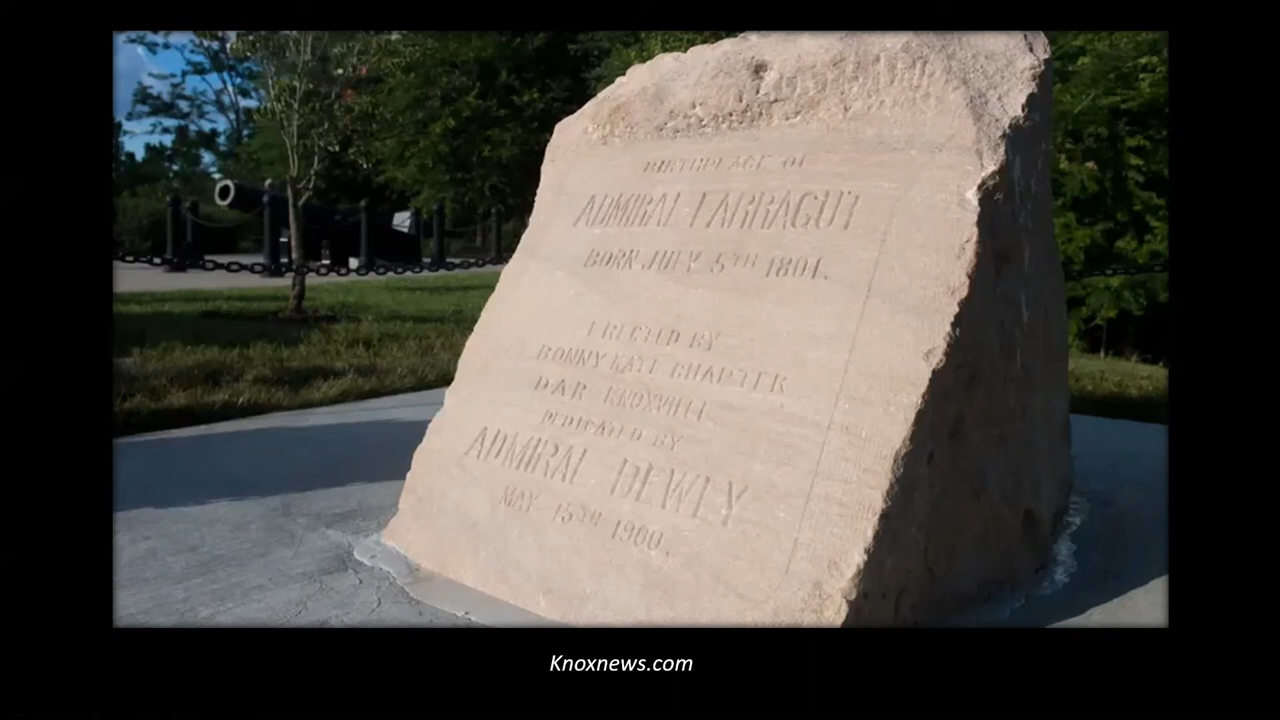 BIRTHPLACE OF
ADMIRAL FARRAGUT
BORN JULY 5TH 1801.
ERECTED BY
BONNY KATE CHAPTER
DAR KNOXVILLE
DEDICATED BY
ADMIRAL DEWEY
MAY 15TH 1900.
Knoxnews.com